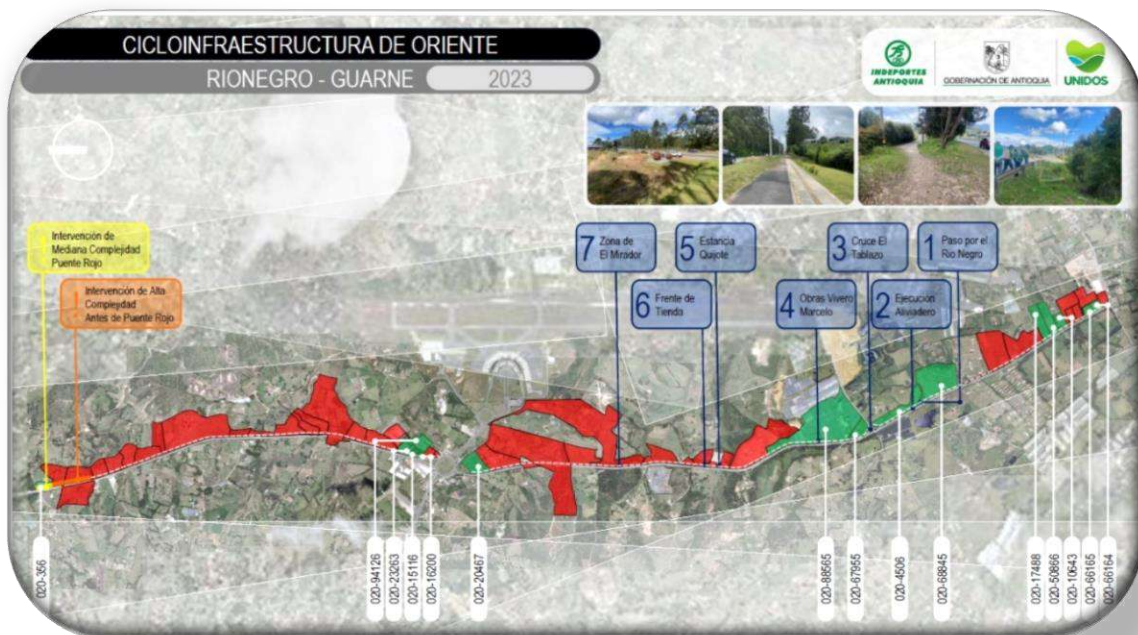 CICLOINFRAESTRUCTURA DE ORIENTE
RIONEGRO - GUARNE 2023
INDEPORTES
ANTIOQUIA
GOBERNACIÓN DE ANTIOQUIA
UNIDOS
Intervención de
Mediana Complejidad
Puente Rojo
Intervención de Alta
Complejidad
Antes de Puente Rojo
7 Zona de
El Mirador
5 Estancia
Quijote
3 Cruce El
Tablazo
1 Paso por el
Rio Negro
6 Frente de
Tienda
4 Obras Vivero
Marcelo
2 Ejecución
Aliviadero
020-356
020-94126
020-23263
020-15116
020-16200
020-20467
020-88565
020-67955
020-4506
020-68845
020-17488
020-50866
020-10643
020-66165
020-66164